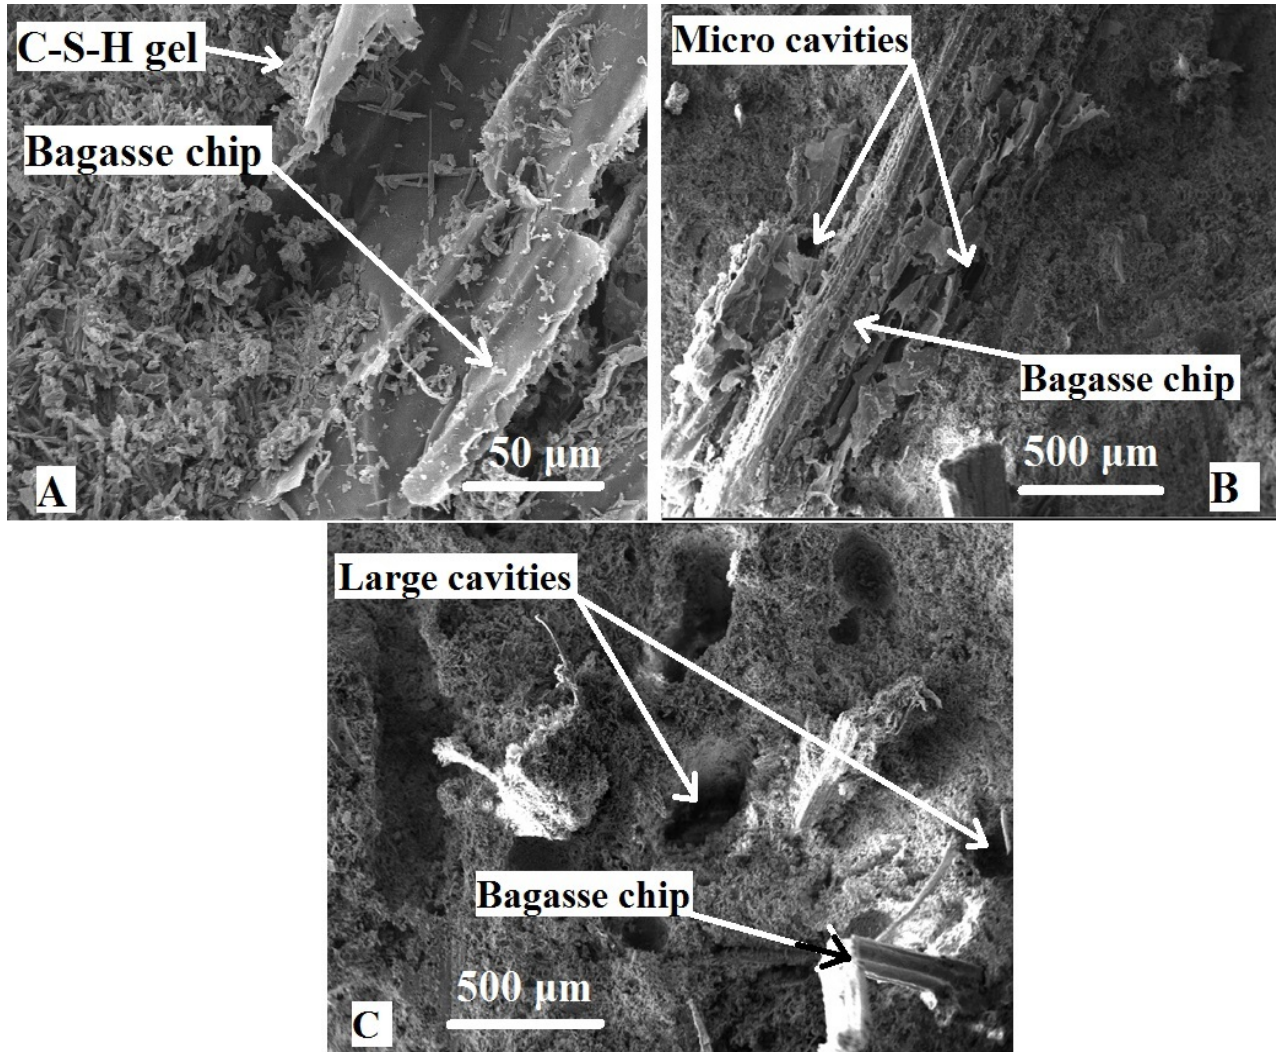 C-S-H gel
Bagasse chip
50 μm
A
Micro cavities
Bagasse chip
500 μm
B
Large cavities
Bagasse chip
500 μm
C